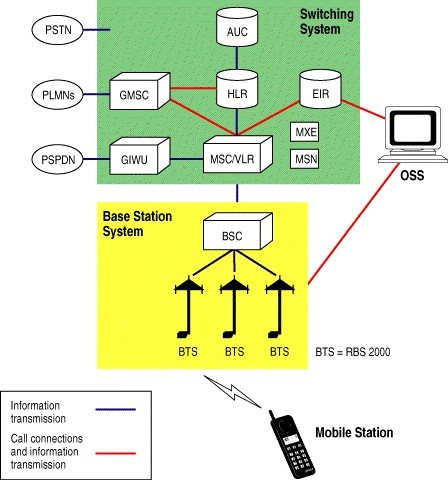 Switching
System
PSTN
AUC
PLMNs
GMSC
HLR
EIR
MXE
MSN
OSS
PSPDN
GIWU
MSC/VLR
Base Station
System
BSC
BTS
BTS
BTS
BTS = RBS 2000
Information
transmission
Call connections
and information
transmission
Mobile Station